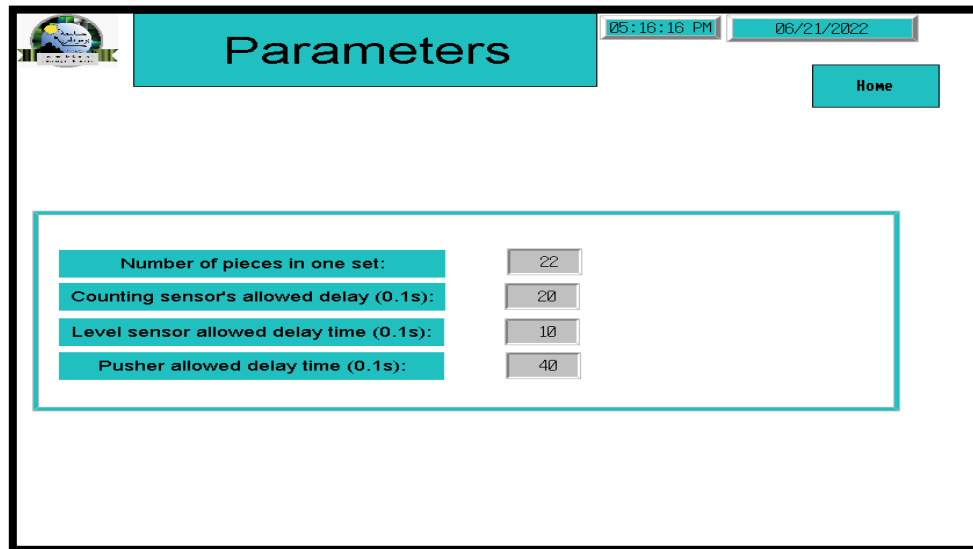 Parameters
05:16:16 PM
06/21/2022
Home
Number of pieces in one set:
22
Counting sensor's allowed delay (0.1s):
20
Level sensor allowed delay time (0.1s):
10
Pusher allowed delay time (0.1s):
40